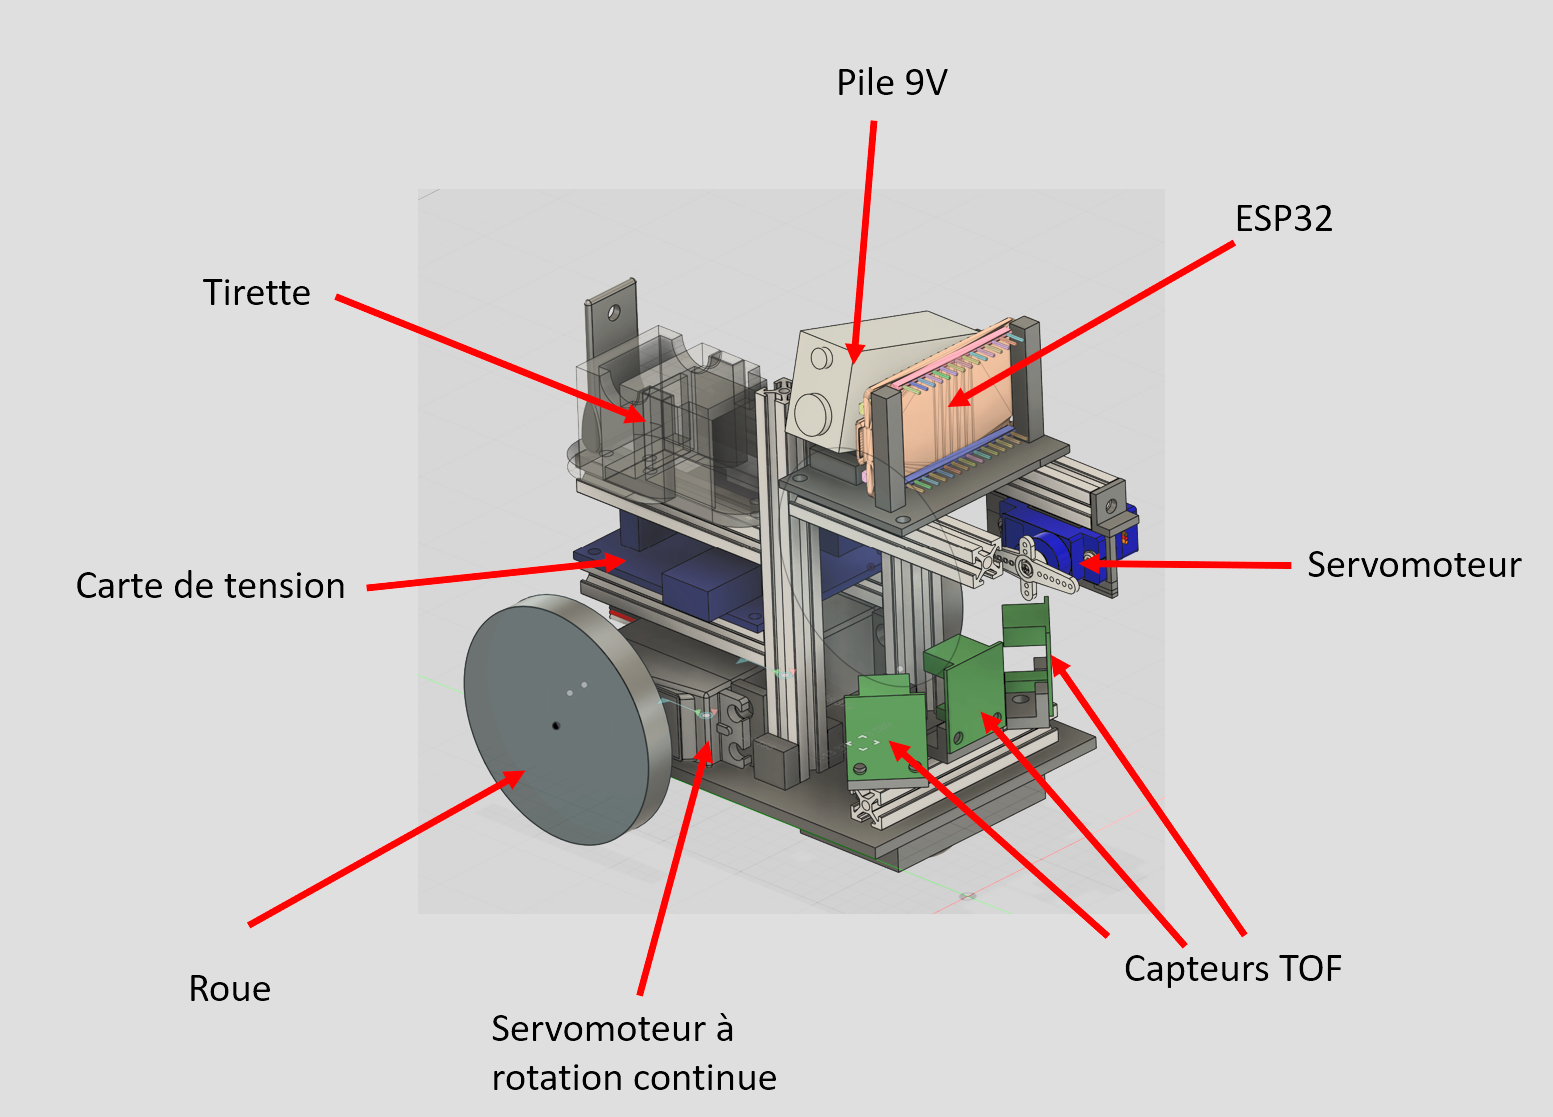 Pile 9V
ESP32
Tirette
Servomoteur
Carte de tension
Capteurs TOF
Roue
Servomoteur à
rotation continue